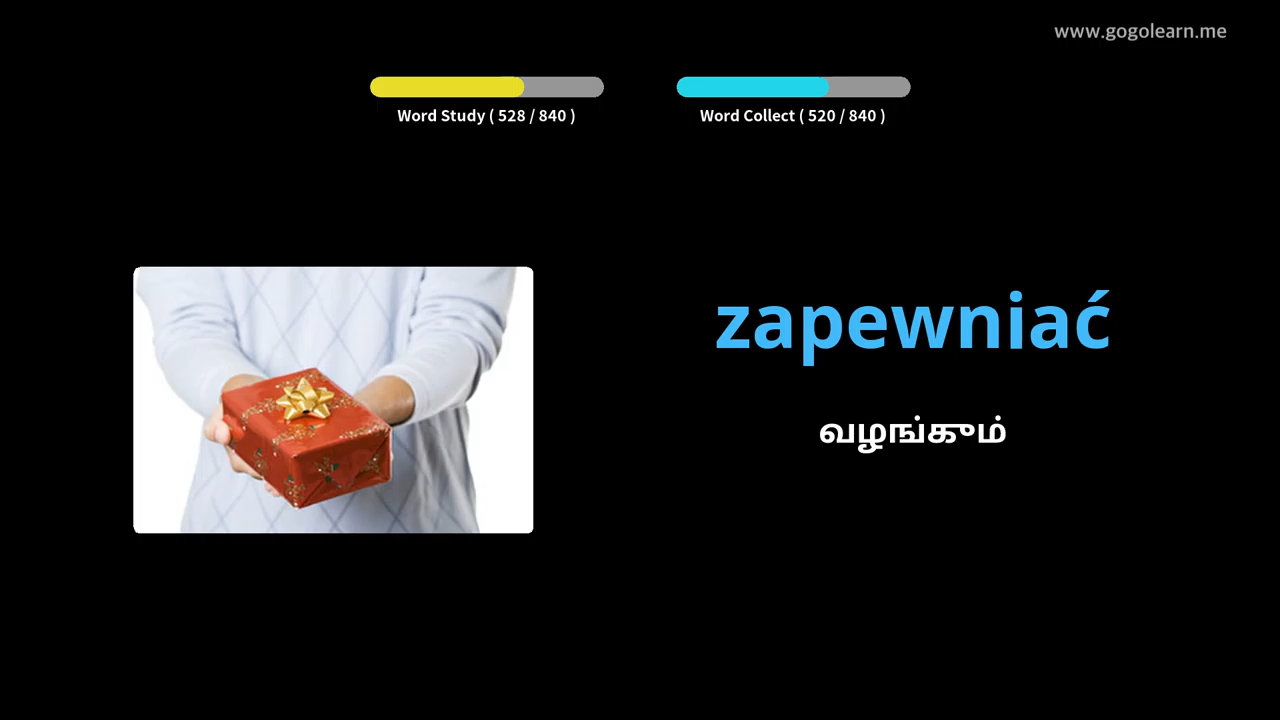 www.gogolearn.me
Word Study ( 528 / 840 )
Word Collect ( 520 / 840 )
zapewniać
வழங்கும்